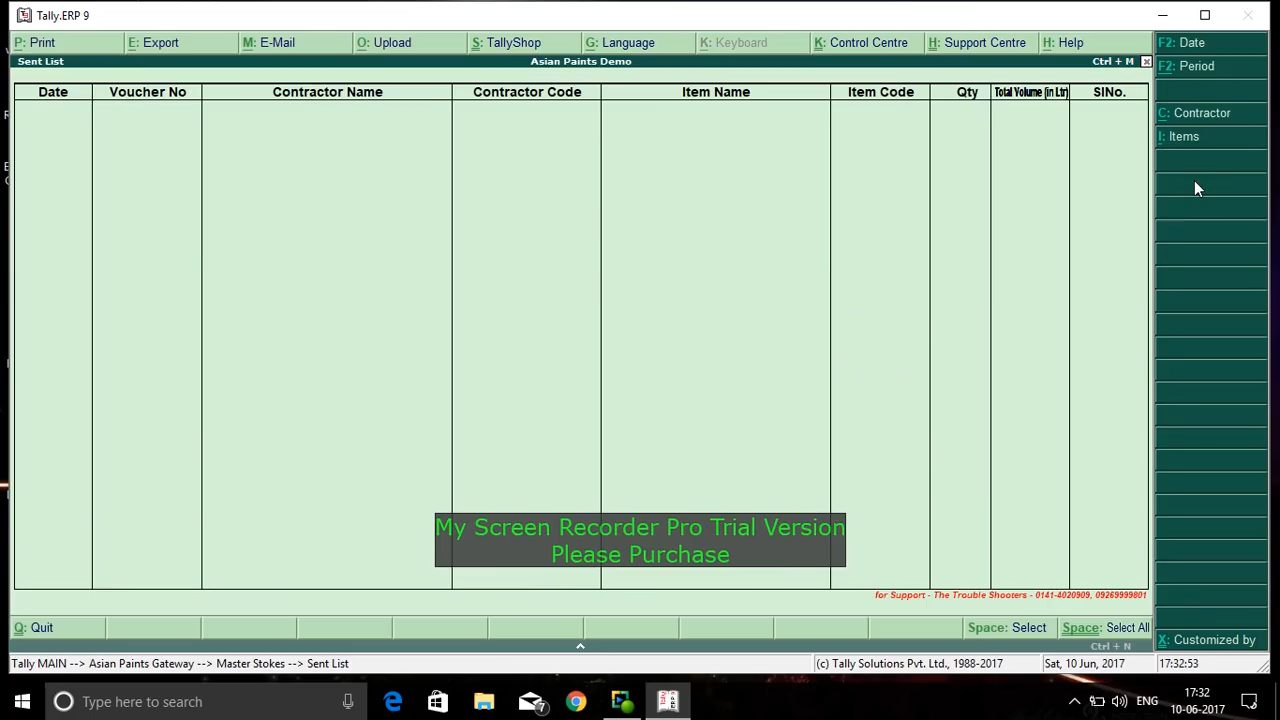 Tally.ERP 9
P: Print E: Export M: E-Mail O: Upload S: TallyShop G: Language K: Keyboard K: Control Centre H: Support Centre H: Help
F2: Date
Sent List Asian Paints Demo Ctrl + M
F2: Period
Date Voucher No Contractor Name Contractor Code Item Name Item Code Qty Total Volume (in Ltr) SlNo.
C: Contractor
I: Items
My Screen Recorder Pro Trial Version
Please Purchase
for Support - The Trouble Shooters - 0141-4020909, 09269999801
Q: Quit Space: Select Space: Select All
X: Customized by
Ctrl + N
Tally MAIN --> Asian Paints Gateway --> Master Stokes --> Sent List (c) Tally Solutions Pvt. Ltd., 1988-2017 Sat, 10 Jun, 2017 17:32:53
Type here to search 7 ENG 17:32
10-06-2017